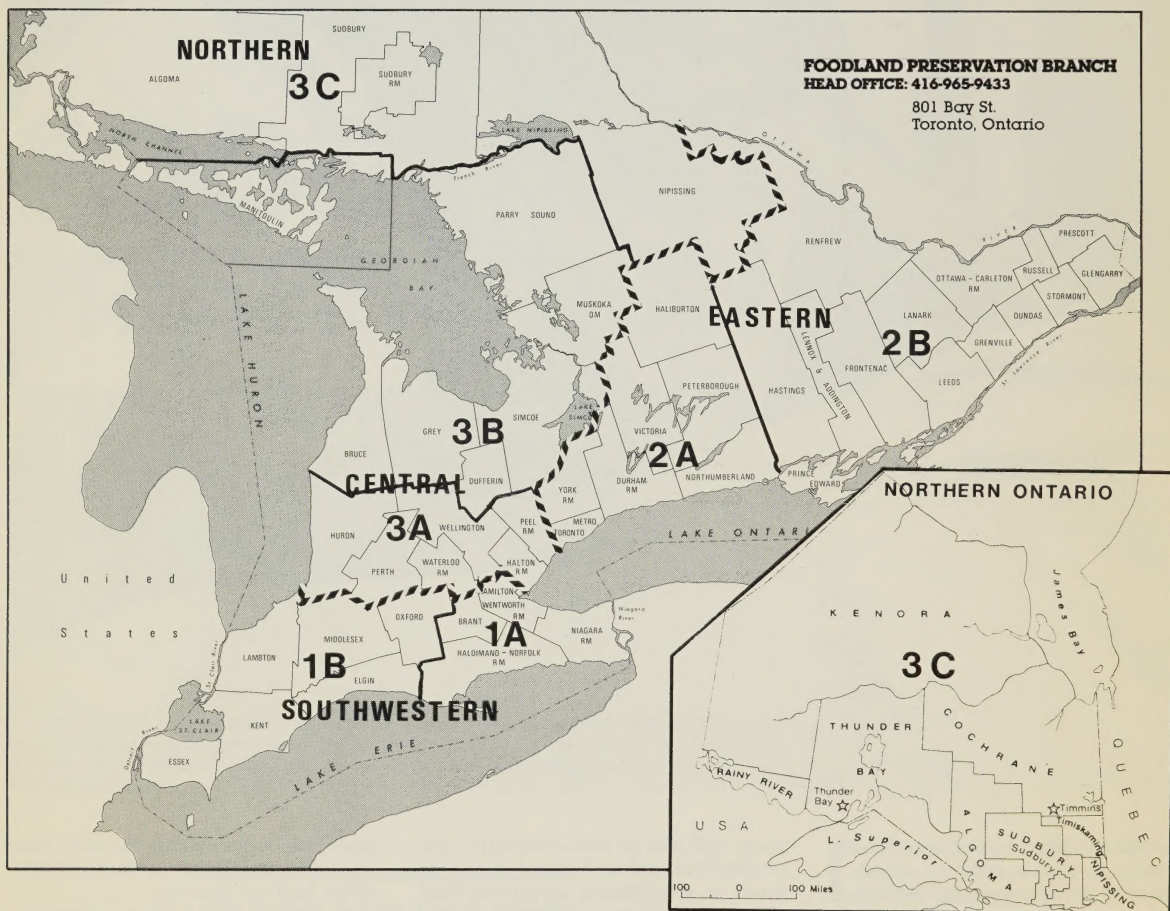 FOODLAND PRESERVATION BRANCH
HEAD OFFICE: 416-965-9433
801 Bay St.
Toronto, Ontario
NORTHERN
3C
ALGOMA
SUDBURY
SUDBURY
RM
NORTH CHANNEL
LAKE NIPISSING
French River
MANITOULIN
GEORGIAN
BAY
PARRY SOUND
NIPISSING
OTTAWA
RIVER
RENFREW
PRESCOTT
OTTAWA - CARLETON
RM
RUSSELL
GLENGARRY
STORMONT
DUNDAS
LANARK
GRENVILLE
LEEDS
St. Lawrence River
MUSKOKA
DM
HALIBURTON
EASTERN
2B
LENNOX & ADDINGTON
FRONTENAC
HASTINGS
PETERBOROUGH
VICTORIA
2A
DURHAM
RM
NORTHUMBERLAND
PRINCE
EDWARD
LAKE HURON
BRUCE
GREY
3B
SIMCOE
LAKE
SIMCOE
CENTRAL
DUFFERIN
YORK
RM
METRO
TORONTO
PEEL
RM
HURON
3A
WELLINGTON
PERTH
WATERLOO
RM
HALTON
RM
LAKE ONTARI
United
States
AMILTON
WENTWORTH
RM
OXFORD
BRANT
1A
NIAGARA
RM
Niagara
River
HALDIMAND - NORFOLK
RM
MIDDLESEX
LAMBTON
1B
ELGIN
SOUTHWESTERN
St. Clair River
LAKE
ST. CLAIR
KENT
Detroit River
ESSEX
LAKE ERIE
NORTHERN ONTARIO
KENORA
James Bay
3C
THUNDER
BAY
COCHRANE
QUEBEC
RAINY RIVER
Thunder
Bay
Timmins
Timiskaming
USA
L. Superior
ALGOMA
SUDBURY
Sudbury
NIPISSING
100 0 100 Miles